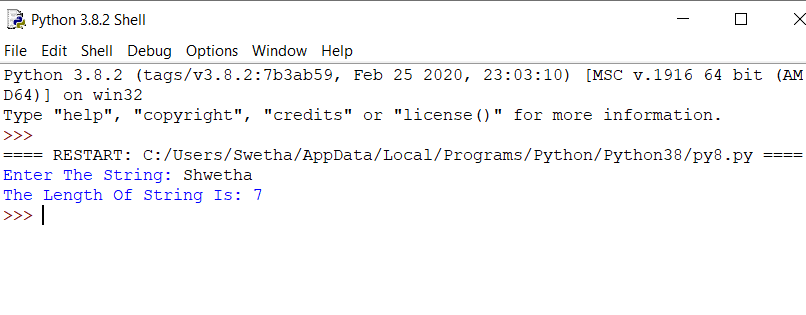 Python 3.8.2 Shell
File Edit Shell Debug Options Window Help
Python 3.8.2 (tags/v3.8.2:7b3ab59, Feb 25 2020, 23:03:10) [MSC v.1916 64 bit (AM
D64)] on win32
Type "help", "copyright", "credits" or "license()" for more information.
>>>
==== RESTART: C:/Users/Swetha/AppData/Local/Programs/Python/Python38/py8.py ====
Enter The String: Shwetha
The Length Of String Is: 7
>>>